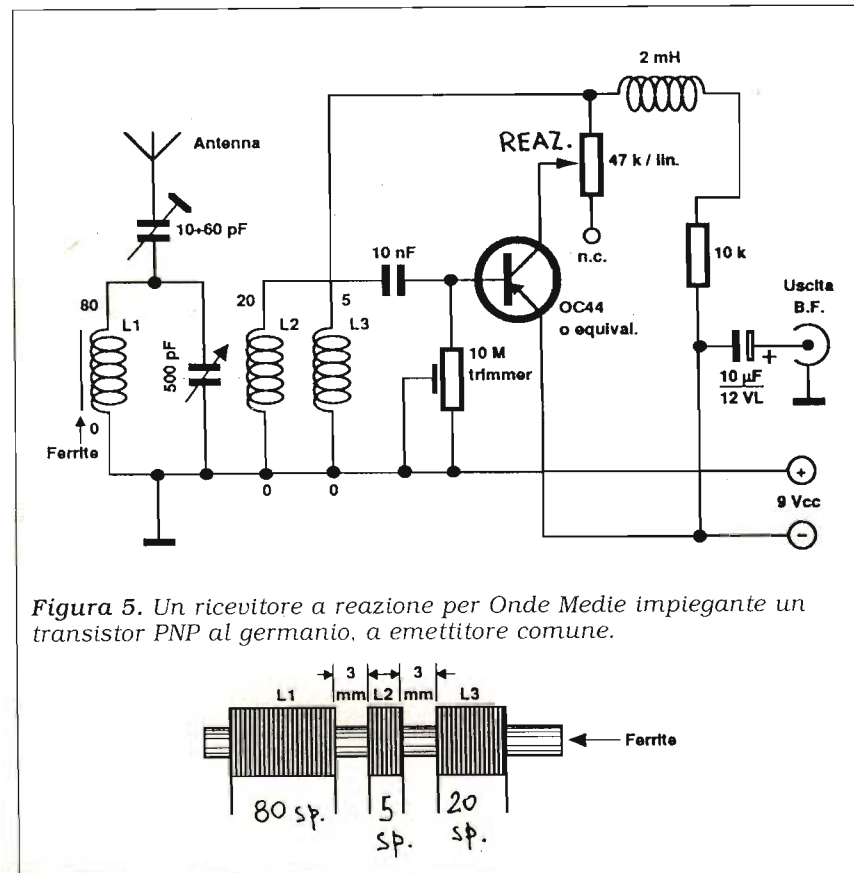 2 mH
Antenna
REAZ.
47 k / lin.
10÷60 pF
10 nF
n.c.
10 k
80
20
5
OC44
o equival.
Uscita
B.F.
L1
L2
L3
500 pF
10 M
trimmer
+
10 µF
12 VL
0
Ferrite
0
0
+
9 Vcc
−
Figura 5. Un ricevitore a reazione per Onde Medie impiegante un
transistor PNP al germanio, a emettitore comune.
3
3
L1
mm
L2
mm
L3
Ferrite
80 sp.
5
sp.
20
sp.